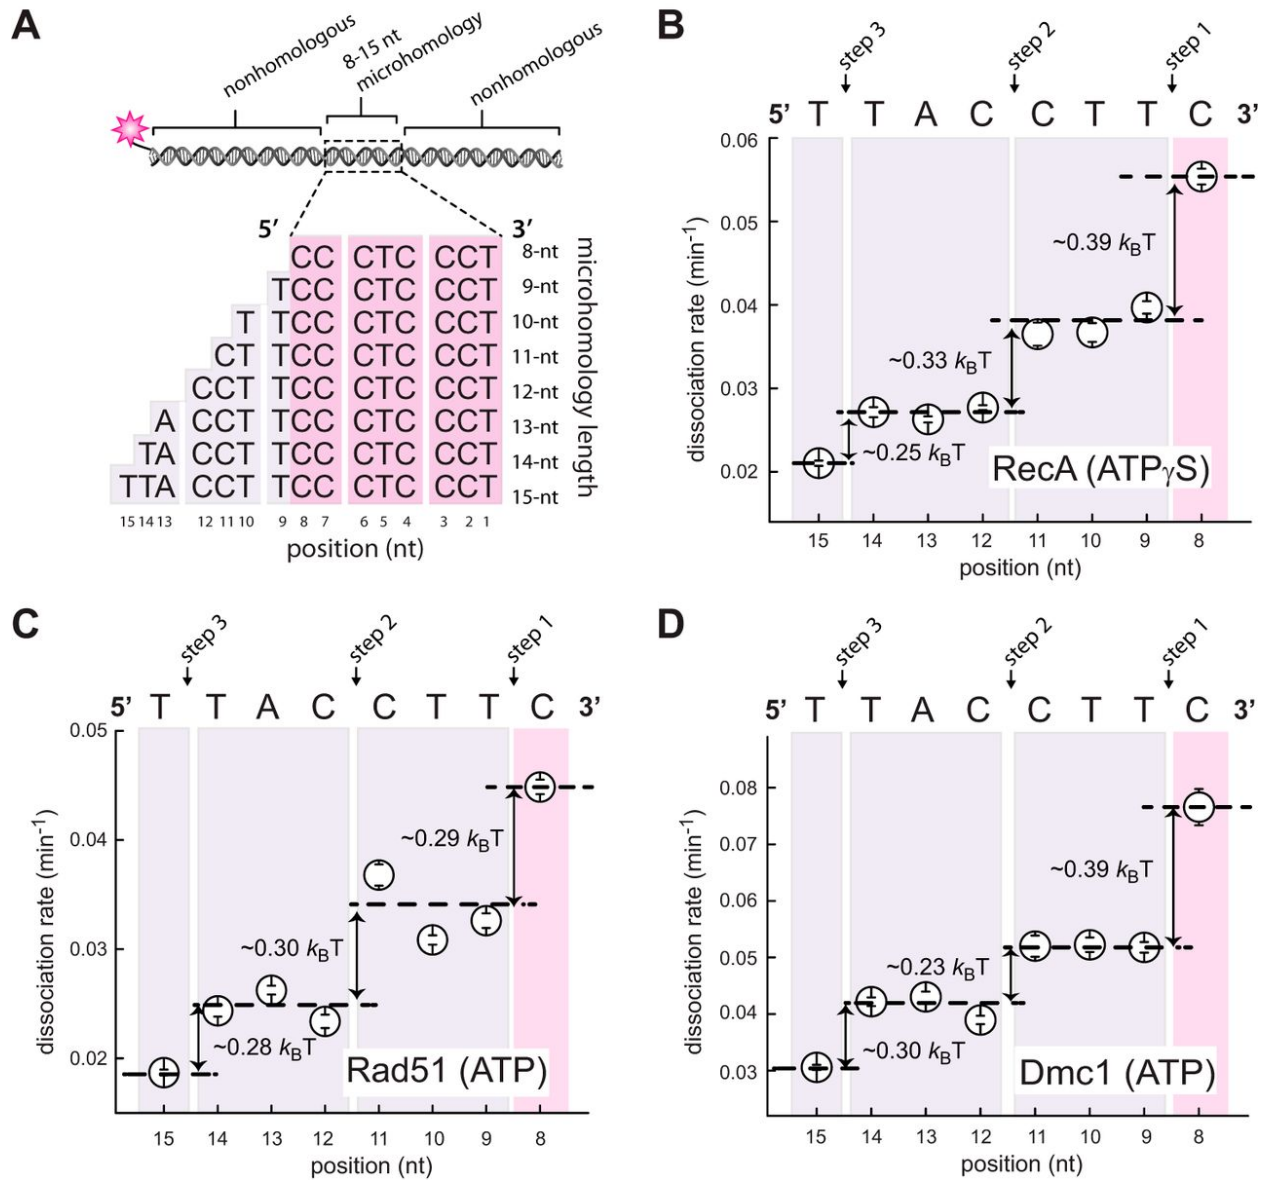 A
nonhomologous
8-15 nt
microhomology
nonhomologous
5’ 3’
CC CTC CCT 8-nt
TCC CTC CCT 9-nt
T TCC CTC CCT 10-nt
CT TCC CTC CCT 11-nt
CCT TCC CTC CCT 12-nt
A CCT TCC CTC CCT 13-nt
TA CCT TCC CTC CCT 14-nt
TTA CCT TCC CTC CCT 15-nt
microhomology length
15 14 13 12 11 10 9 8 7 6 5 4 3 2 1
position (nt)
B
step 3 step 2 step 1
5’ T T A C C T T C 3’
0.06
0.05
0.04
0.03
0.02
dissociation rate (min⁻¹)
~0.39 kBT
~0.33 kBT
~0.25 kBT
RecA (ATPγS)
15 14 13 12 11 10 9 8
position (nt)
C
step 3 step 2 step 1
5’ T T A C C T T C 3’
0.05
0.04
0.03
0.02
dissociation rate (min⁻¹)
~0.29 kBT
~0.30 kBT
~0.28 kBT
Rad51 (ATP)
15 14 13 12 11 10 9 8
position (nt)
D
step 3 step 2 step 1
5’ T T A C C T T C 3’
0.08
0.07
0.06
0.05
0.04
0.03
dissociation rate (min⁻¹)
~0.39 kBT
~0.23 kBT
~0.30 kBT
Dmc1 (ATP)
15 14 13 12 11 10 9 8
position (nt)